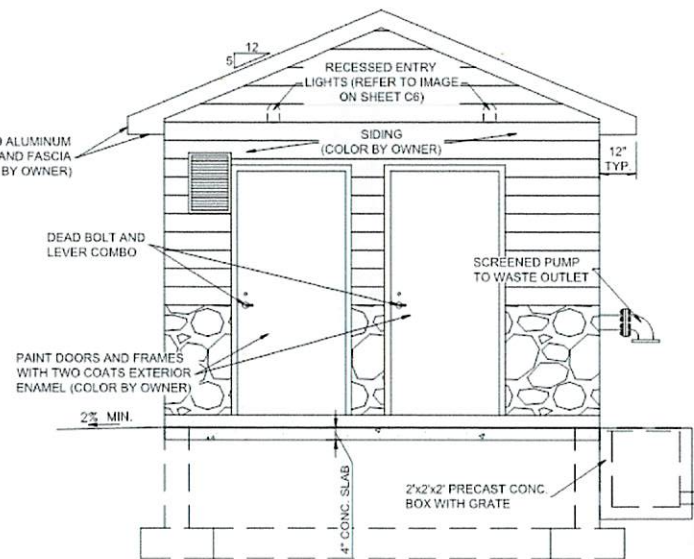 12
5
RECESSED ENTRY
LIGHTS (REFER TO IMAGE
ON SHEET C6)
ALUMINUM
AND FASCIA
BY OWNER)
SIDING
(COLOR BY OWNER)
12"
TYP.
DEAD BOLT AND
LEVER COMBO
SCREENED PUMP
TO WASTE OUTLET
PAINT DOORS AND FRAMES
WITH TWO COATS EXTERIOR
ENAMEL (COLOR BY OWNER)
2% MIN.
4" CONC. SLAB
2'x2'x2' PRECAST CONC.
BOX WITH GRATE